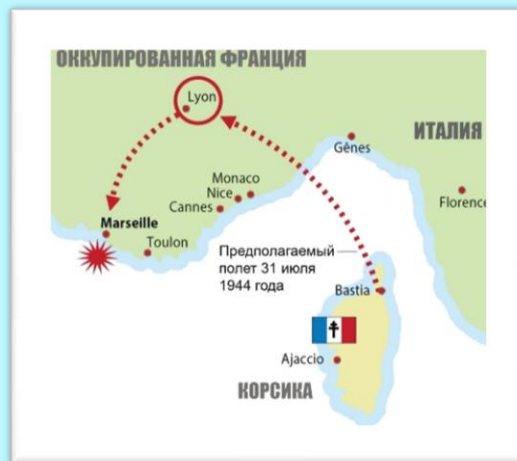 ОККУПИРОВАННАЯ ФРАНЦИЯ
Lyon
ИТАЛИЯ
Gênes
Monaco
Nice
Cannes
Florence
Marseille
Toulon
Предполагаемый
полет 31 июля
1944 года
Bastia
Ajaccio
КОРСИКА